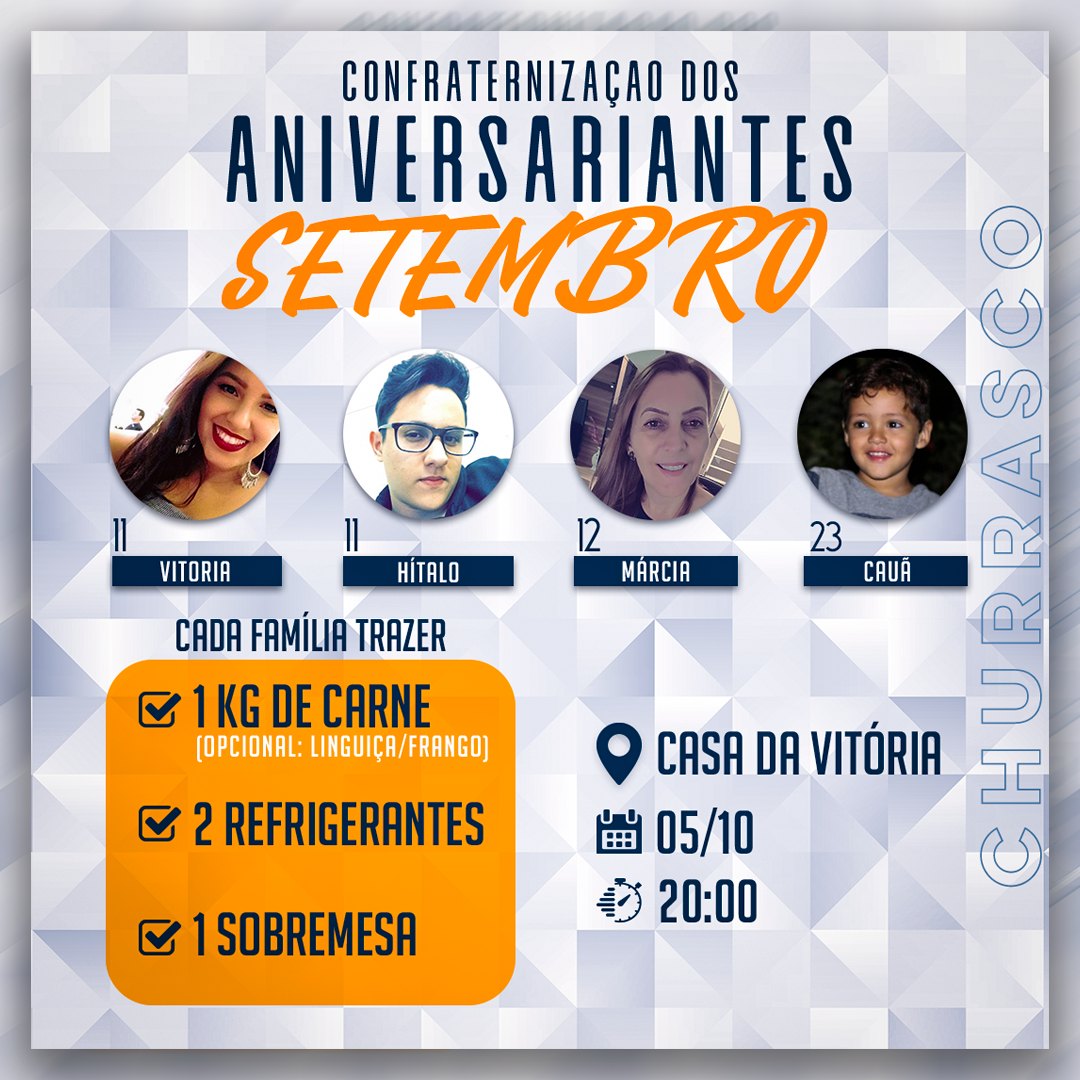 CONFRATERNIZAÇAO DOS
ANIVERSARIANTES
SETEMBRO
11
VITORIA
11
HÍTALO
12
MÁRCIA
23
CAUÃ
CHURRASCO
CADA FAMÍLIA TRAZER
1 KG DE CARNE
(OPCIONAL: LINGUIÇA/FRANGO)
2 REFRIGERANTES
1 SOBREMESA
CASA DA VITÓRIA
05/10
20:00